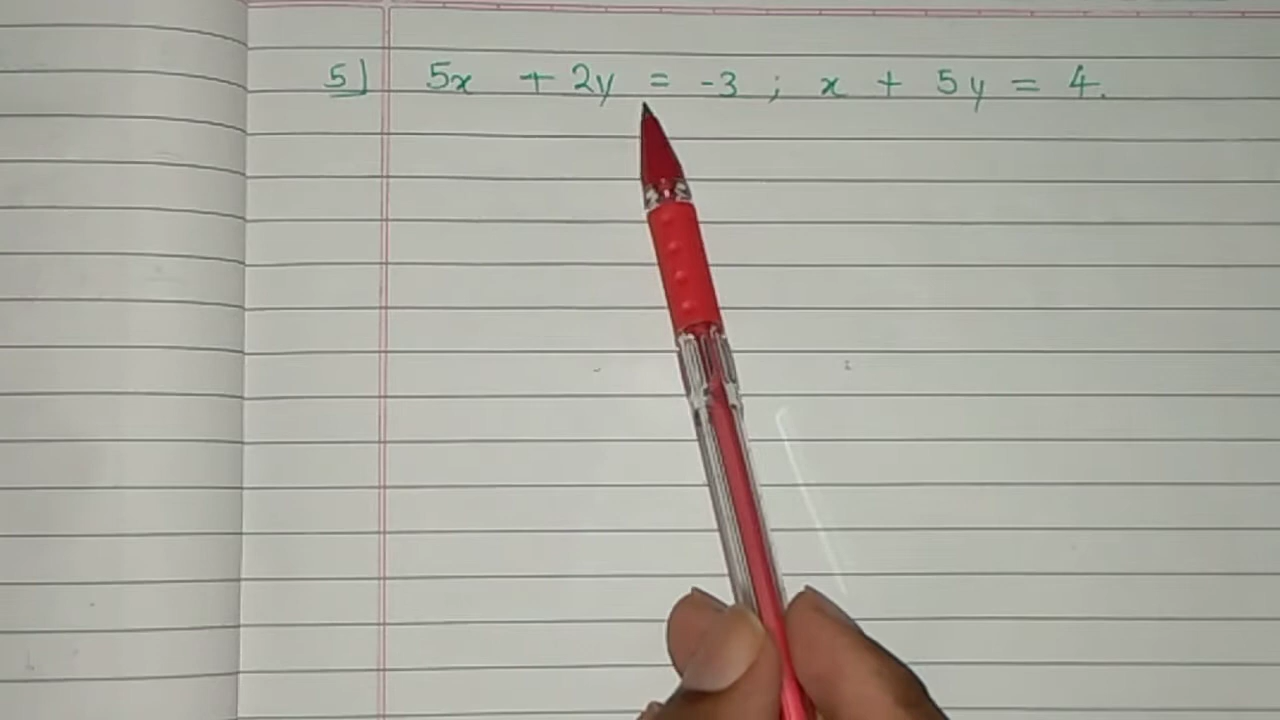 5) 5x + 2y = -3 ; x + 5y = 4.